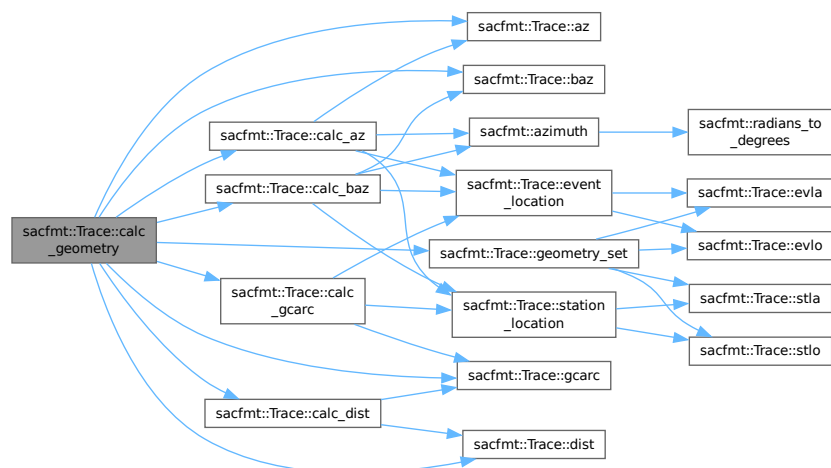 sacfmt::Trace::az
sacfmt::Trace::baz
sacfmt::radians_to
_degrees
sacfmt::Trace::calc_az
sacfmt::azimuth
sacfmt::Trace::calc_baz
sacfmt::Trace::event
_location
sacfmt::Trace::evla
sacfmt::Trace::calc
_geometry
sacfmt::Trace::geometry_set
sacfmt::Trace::evlo
sacfmt::Trace::calc
_gcarc
sacfmt::Trace::station
_location
sacfmt::Trace::stla
sacfmt::Trace::stlo
sacfmt::Trace::gcarc
sacfmt::Trace::calc_dist
sacfmt::Trace::dist